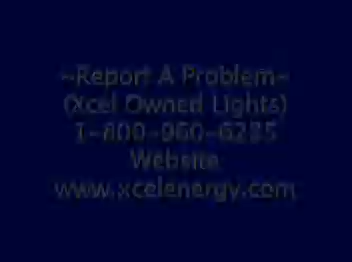 ~Report A Problem~
(Xcel Owned Lights)
1-800-960-6235
Website
www.xcelenergy.com